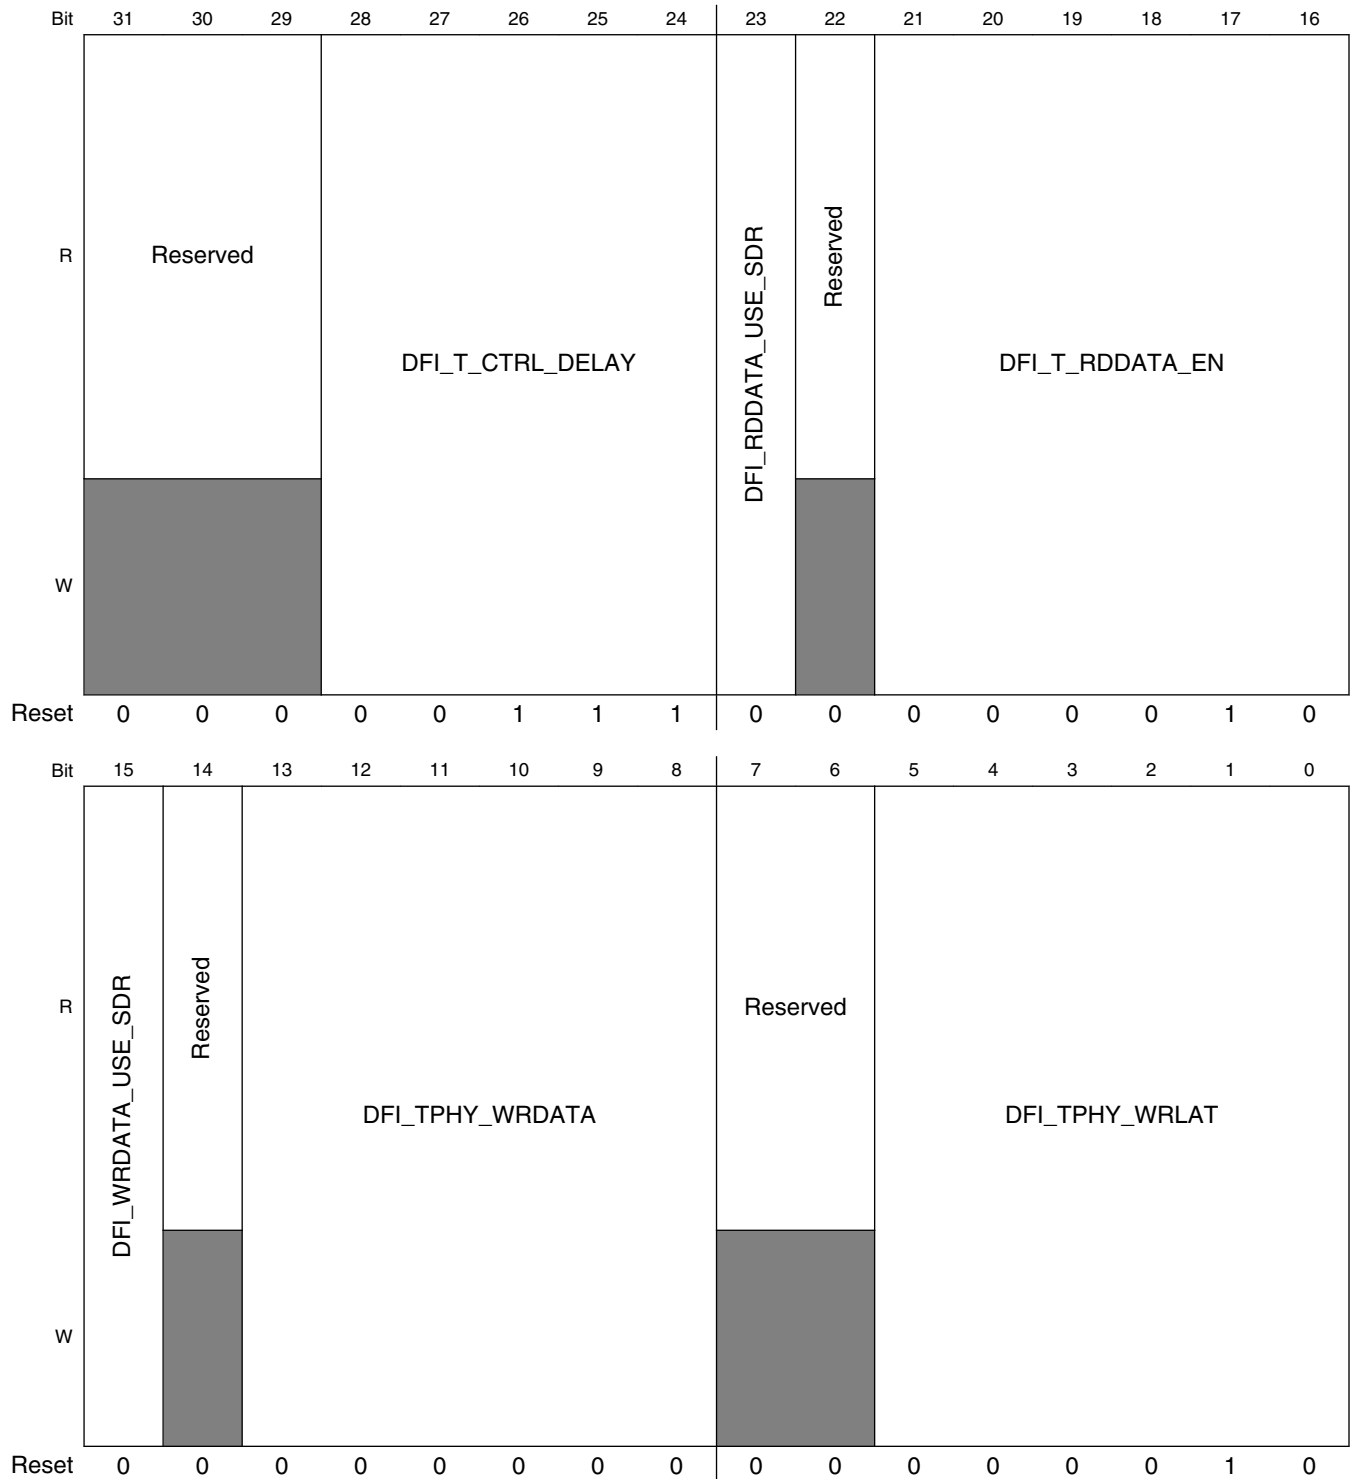 Bit 31 30 29 28 27 26 25 24 23 22 21 20 19 18 17 16
R Reserved DFI_T_CTRL_DELAY DFI_RDDATA_USE_SDR Reserved DFI_T_RDDATA_EN
W
Reset 0 0 0 0 0 1 1 1 0 0 0 0 0 0 1 0
Bit 15 14 13 12 11 10 9 8 7 6 5 4 3 2 1 0
R DFI_WRDATA_USE_SDR Reserved DFI_TPHY_WRDATA Reserved DFI_TPHY_WRLAT
W
Reset 0 0 0 0 0 0 0 0 0 0 0 0 0 0 1 0